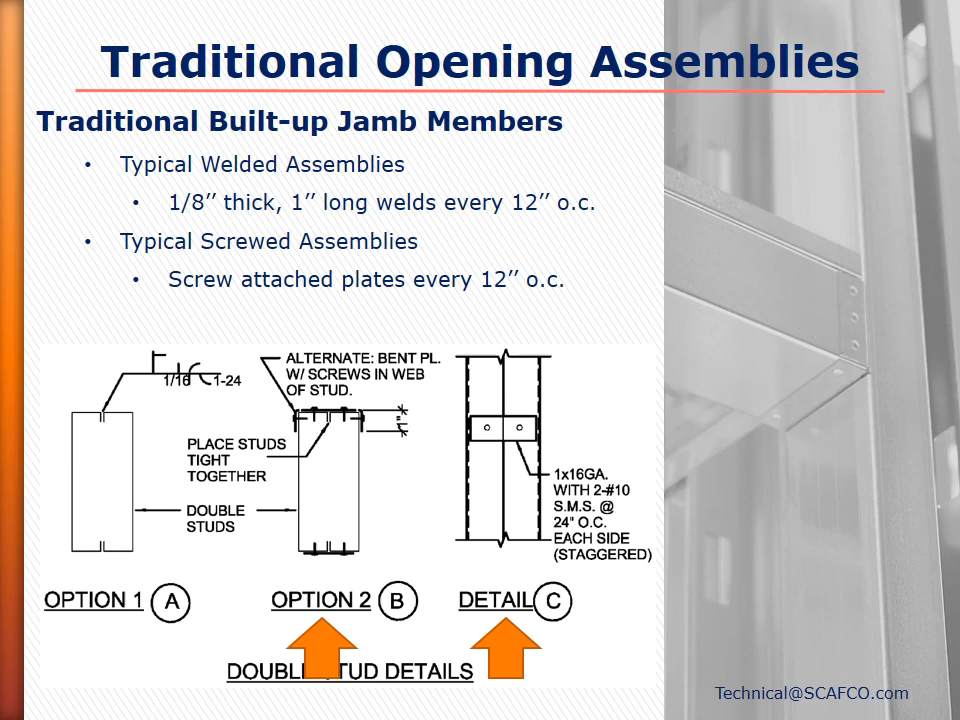 Traditional Opening Assemblies
Traditional Built-up Jamb Members
• Typical Welded Assemblies
• 1/8’’ thick, 1’’ long welds every 12’’ o.c.
• Typical Screwed Assemblies
• Screw attached plates every 12’’ o.c.
1/16 1-24
ALTERNATE: BENT PL.
W/ SCREWS IN WEB
OF STUD.
1"
PLACE STUDS
TIGHT
TOGETHER
DOUBLE
STUDS
1x16GA.
WITH 2-#10
S.M.S. @
24" O.C.
EACH SIDE
(STAGGERED)
OPTION 1 A
OPTION 2 B
DETAIL C
DOUBLE STUD DETAILS
Technical@SCAFCO.com